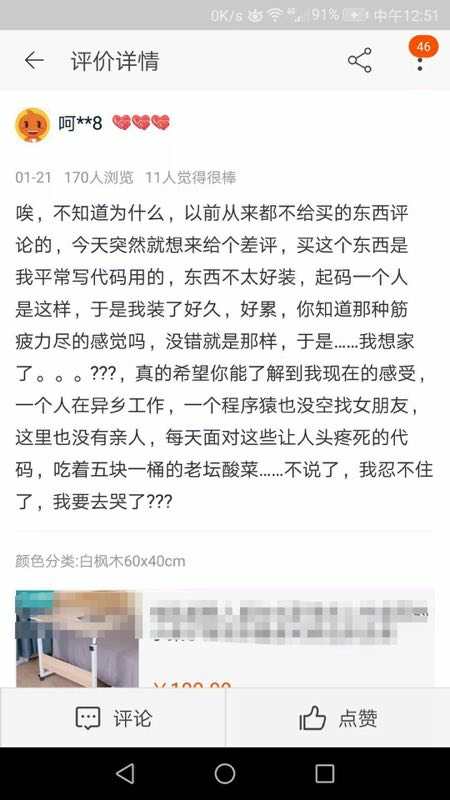 0K/s 4G 91% 中午12:51
评价详情
46
呵**8
01-21 170人浏览 11人觉得很棒
唉，不知道为什么，以前从来都不给买的东西评
论的，今天突然就想来给个差评，买这个东西是
我平常写代码用的，东西不太好装，起码一个人
是这样，于是我装了好久，好累，你知道那种筋
疲力尽的感觉吗，没错就是那样，于是……我想家
了。。。???，真的希望你能了解到我现在的感受，
一个人在异乡工作，一个程序猿也没空找女朋友，
这里也没有亲人，每天面对这些让人头疼死的代
码，吃着五块一桶的老坛酸菜……不说了，我忍不住
了，我要去哭了???
颜色分类:白枫木60x40cm
评论
点赞